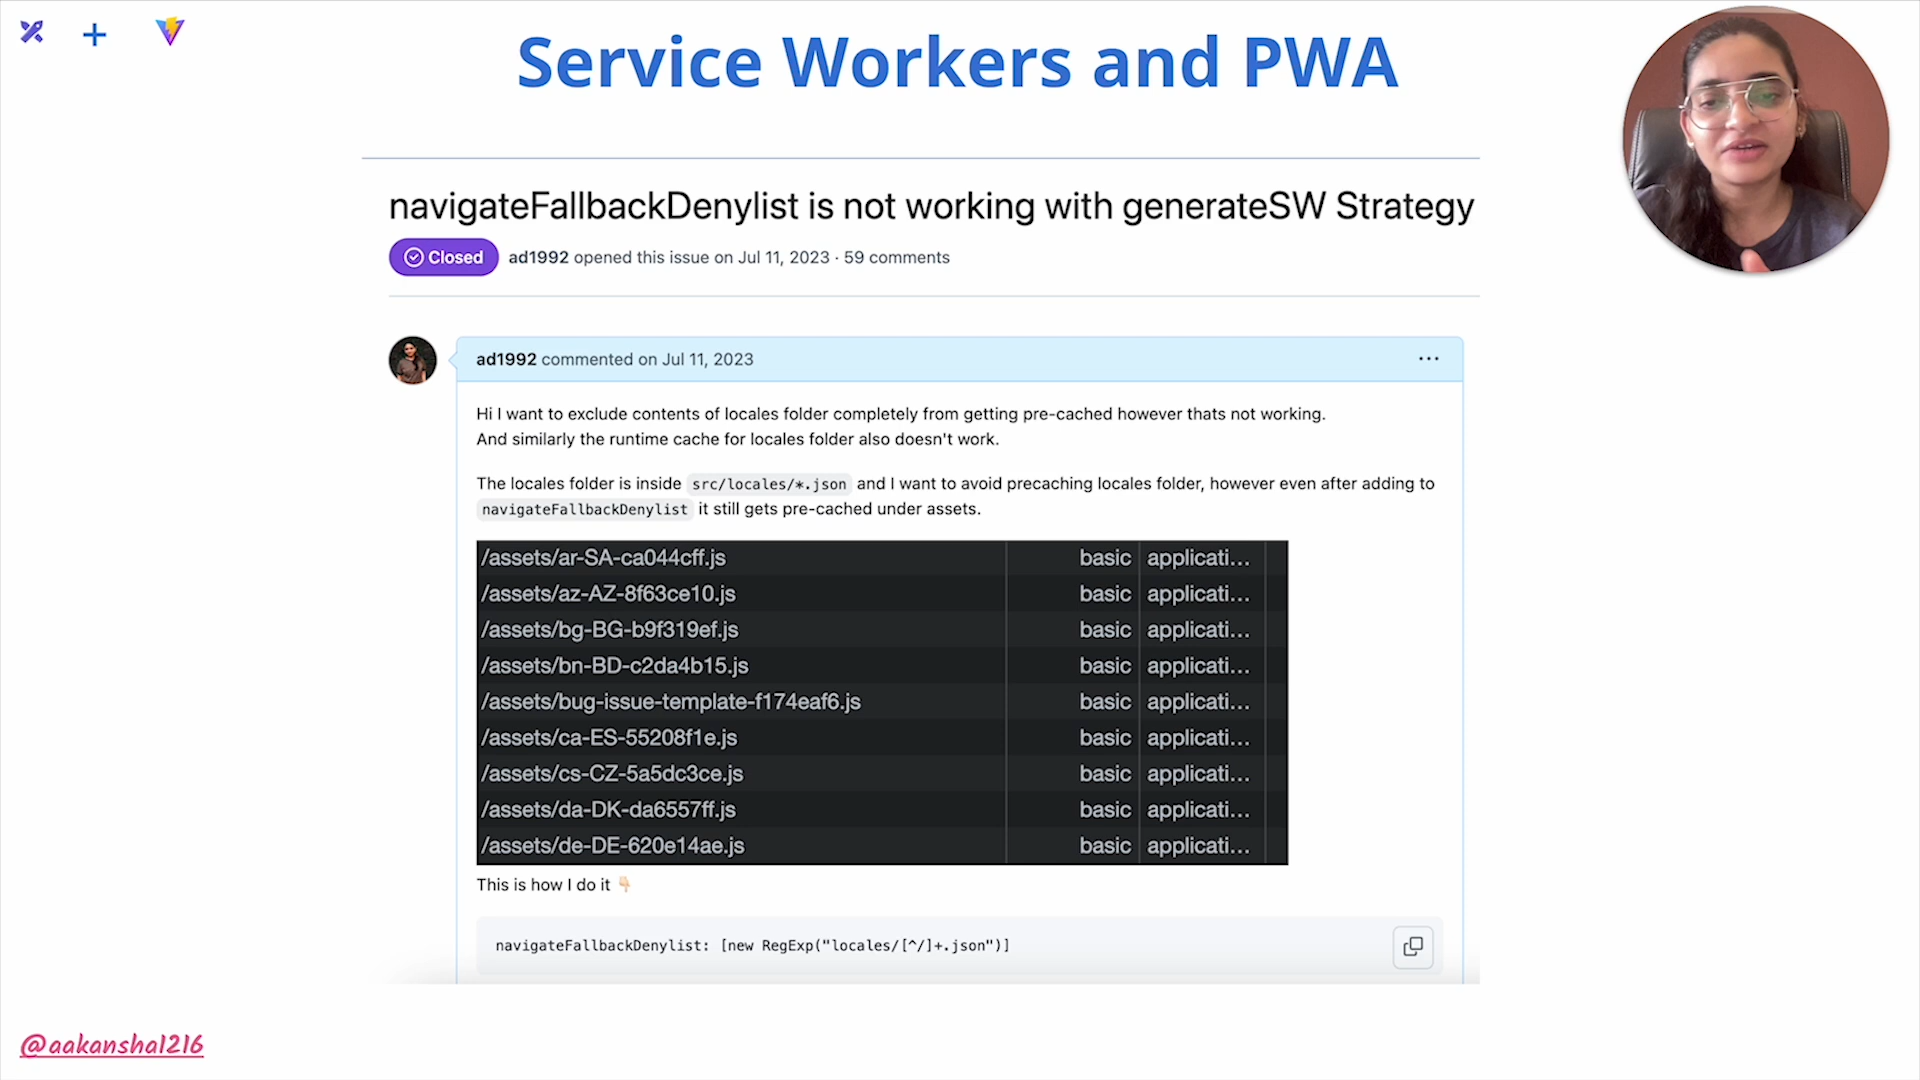 Service Workers and PWA
navigateFallbackDenylist is not working with generateSW Strategy
Closed ad1992 opened this issue on Jul 11, 2023 · 59 comments
ad1992 commented on Jul 11, 2023
Hi I want to exclude contents of locales folder completely from getting pre-cached however thats not working.
And similarly the runtime cache for locales folder also doesn't work.
The locales folder is inside src/locales/*.json and I want to avoid precaching locales folder, however even after adding to
navigateFallbackDenylist it still gets pre-cached under assets.
/assets/ar-SA-ca044cff.js basic applicati...
/assets/az-AZ-8f63ce10.js basic applicati...
/assets/bg-BG-b9f319ef.js basic applicati...
/assets/bn-BD-c2da4b15.js basic applicati...
/assets/bug-issue-template-f174eaf6.js basic applicati...
/assets/ca-ES-55208f1e.js basic applicati...
/assets/cs-CZ-5a5dc3ce.js basic applicati...
/assets/da-DK-da6557ff.js basic applicati...
/assets/de-DE-620e14ae.js basic applicati...
This is how I do it 👇🏻
navigateFallbackDenylist: [new RegExp("locales/[^/]+.json")]
@aakansha1216